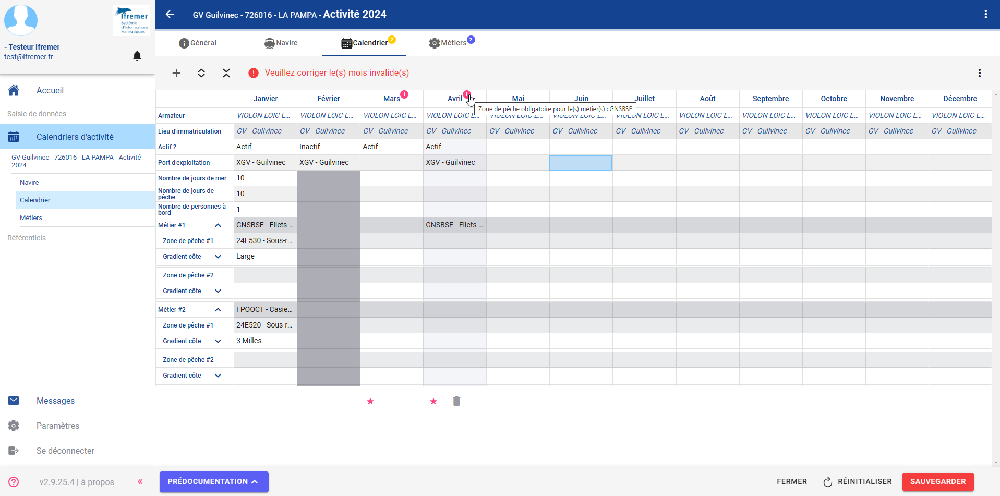 Ifremer
Système
d'Informations
Halieutiques
- Testeur Ifremer
test@ifremer.fr
Accueil
Saisie de données
Calendriers d'activité
GV Guilvinec - 726016 - LA PAMPA - Activité
2024
Navire
Calendrier
Métiers
Référentiels
Messages
Paramètres
Se déconnecter
v2.9.25.4 | à propos «
GV Guilvinec - 726016 - LA PAMPA - Activité 2024
Général Navire Calendrier 2 Métiers 2
Veuillez corriger le(s) mois invalide(s)
Janvier Février Mars Avril Mai Juin Juillet Août Septembre Octobre Novembre Décembre
Zone de pêche obligatoire pour le(s) métier(s) : GNSBSE
Armateur VIOLON LOIC E... VIOLON LOIC E... VIOLON LOIC E... VIOLON LOIC E... VIOLON LOIC E... VIOLON LOIC E... VIOLON LOIC E... VIOLON LOIC E... VIOLON LOIC E... VIOLON LOIC E... VIOLON LOIC E... VIOLON LOIC E...
Lieu d'immatriculation GV - Guilvinec GV - Guilvinec GV - Guilvinec GV - Guilvinec GV - Guilvinec GV - Guilvinec GV - Guilvinec GV - Guilvinec GV - Guilvinec GV - Guilvinec GV - Guilvinec GV - Guilvinec
Actif ? Actif Inactif Actif Actif
Port d'exploitation XGV - Guilvinec XGV - Guilvinec XGV - Guilvinec
Nombre de jours de mer 10
Nombre de jours de
pêche 10
Nombre de personnes à
bord 1
Métier #1 GNSBSE - Filets ... GNSBSE - Filets ...
Zone de pêche #1 24E530 - Sous-r...
Gradient côte Large
Zone de pêche #2
Gradient côte
Métier #2 FPOOCT - Casie...
Zone de pêche #1 24E520 - Sous-r...
Gradient côte 3 Milles
Zone de pêche #2
Gradient côte
PRÉDOCUMENTATION FERMER RÉINITIALISER SAUVEGARDER